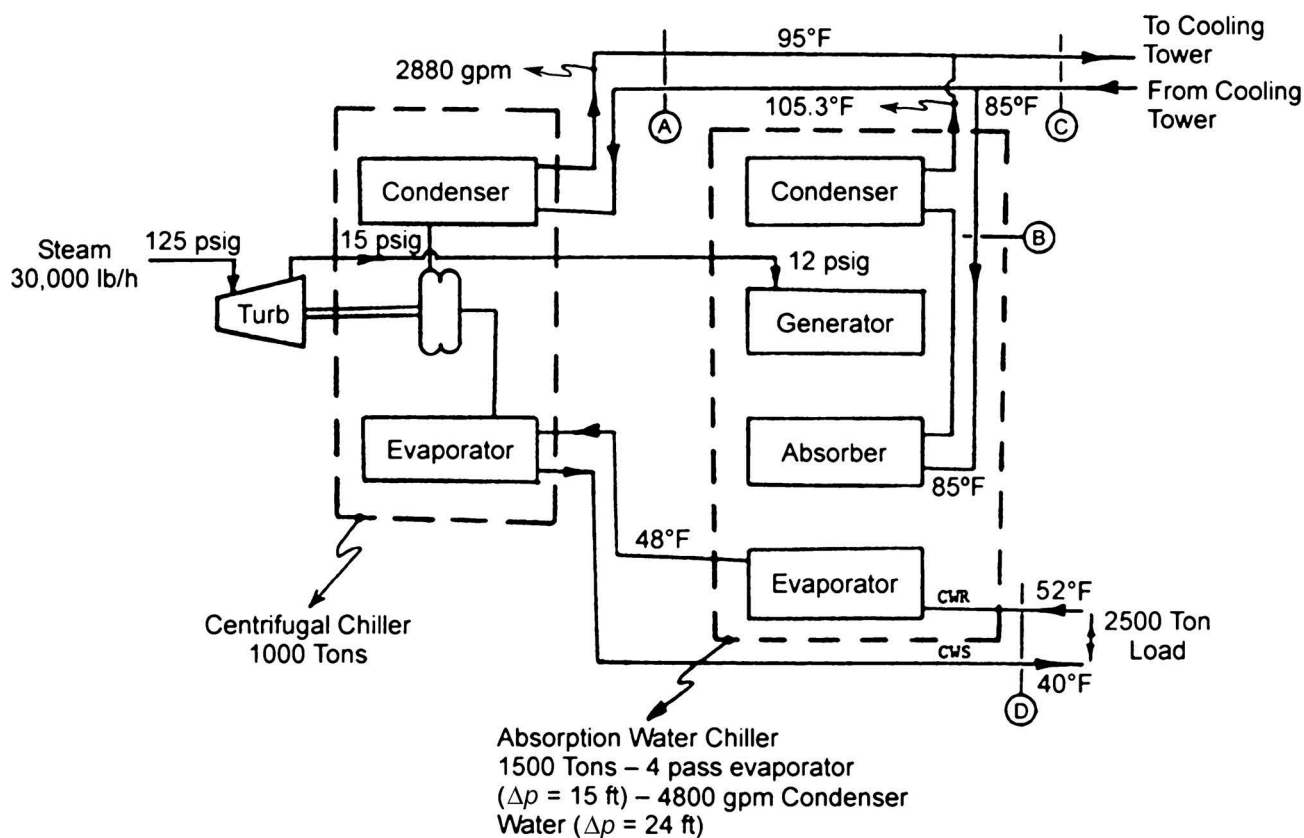 To Cooling
Tower
95°F
2880 gpm
From Cooling
Tower
105.3°F
85°F
A
C
Condenser
Condenser
B
Steam
30,000 lb/h
125 psig
15 psig
12 psig
Turb
Generator
Evaporator
Absorber
85°F
48°F
Evaporator
CWR
52°F
2500 Ton
Load
CWS
40°F
D
Centrifugal Chiller
1000 Tons
Absorption Water Chiller
1500 Tons – 4 pass evaporator
(Δp = 15 ft) – 4800 gpm Condenser
Water (Δp = 24 ft)